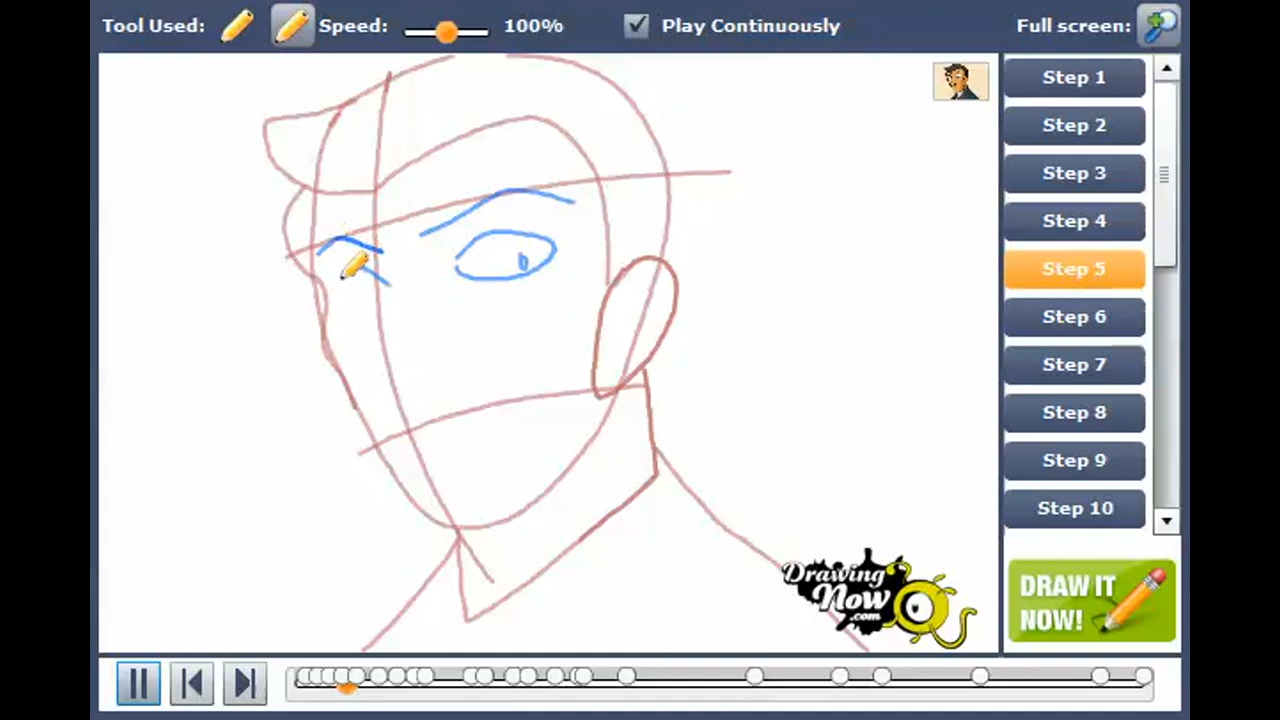 Tool Used:
Speed:
100%
Play Continuously
Full screen:
Step 1
Step 2
Step 3
Step 4
Step 5
Step 6
Step 7
Step 8
Step 9
Step 10
Drawing
Now
.com
DRAW IT
NOW!